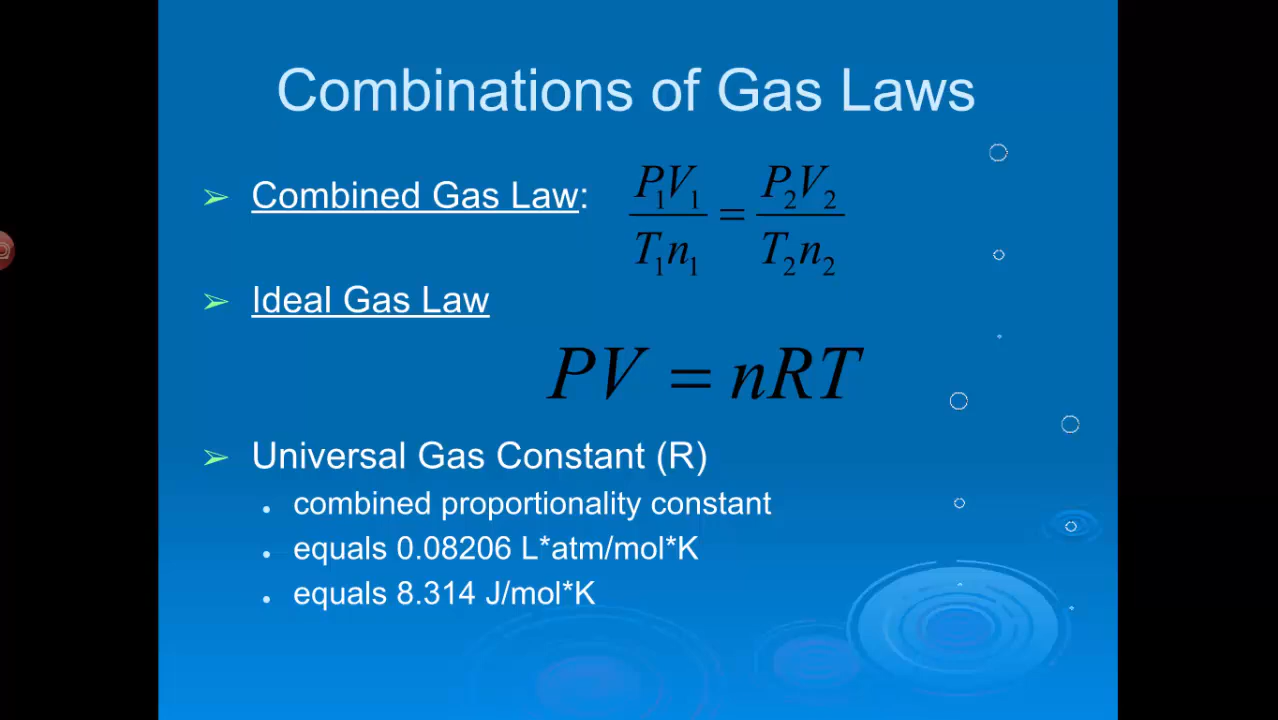 Combinations of Gas Laws
➢ Combined Gas Law: P₁V₁/T₁n₁ = P₂V₂/T₂n₂
➢ Ideal Gas Law
PV = nRT
➢ Universal Gas Constant (R)
• combined proportionality constant
• equals 0.08206 L*atm/mol*K
• equals 8.314 J/mol*K